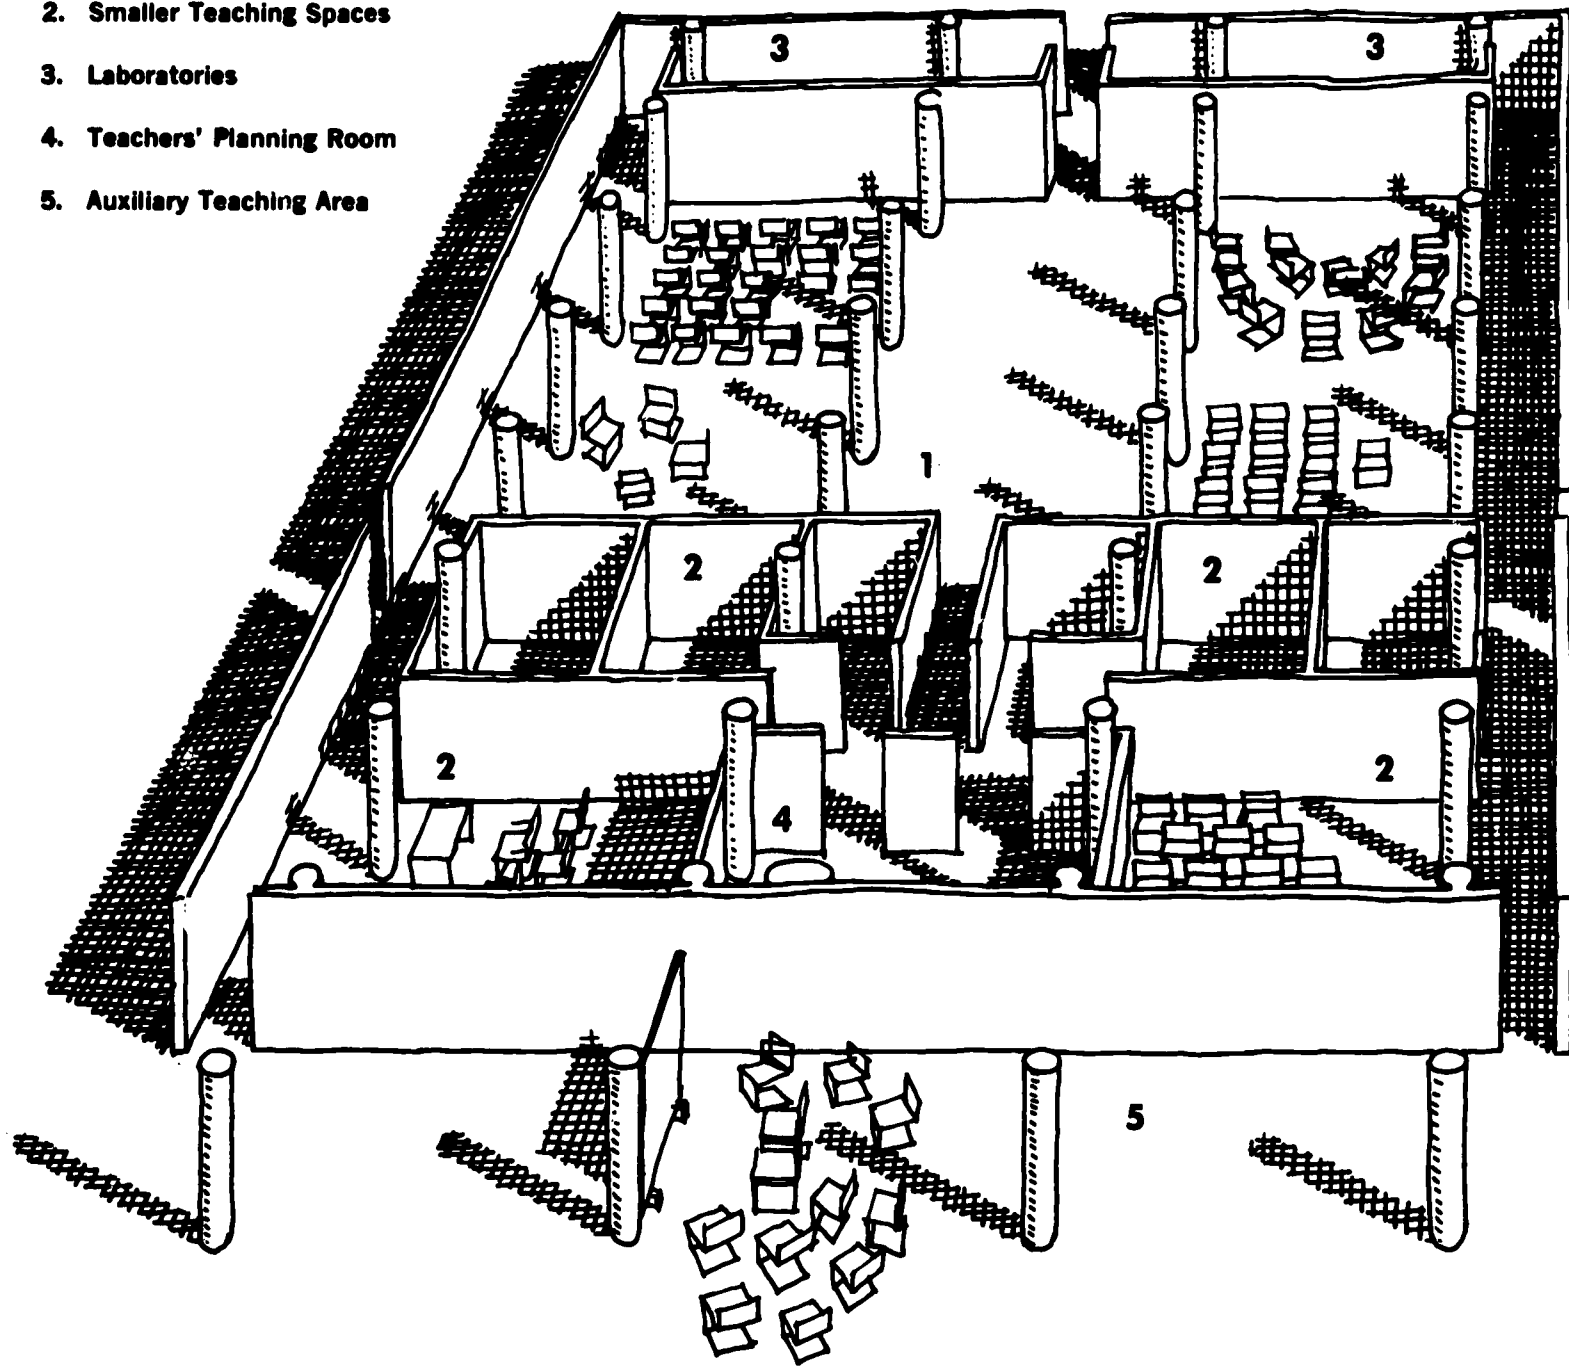 2. Smaller Teaching Spaces
3. Laboratories
4. Teachers' Planning Room
5. Auxiliary Teaching Area
3 3
1
2 2
2 2
4
5